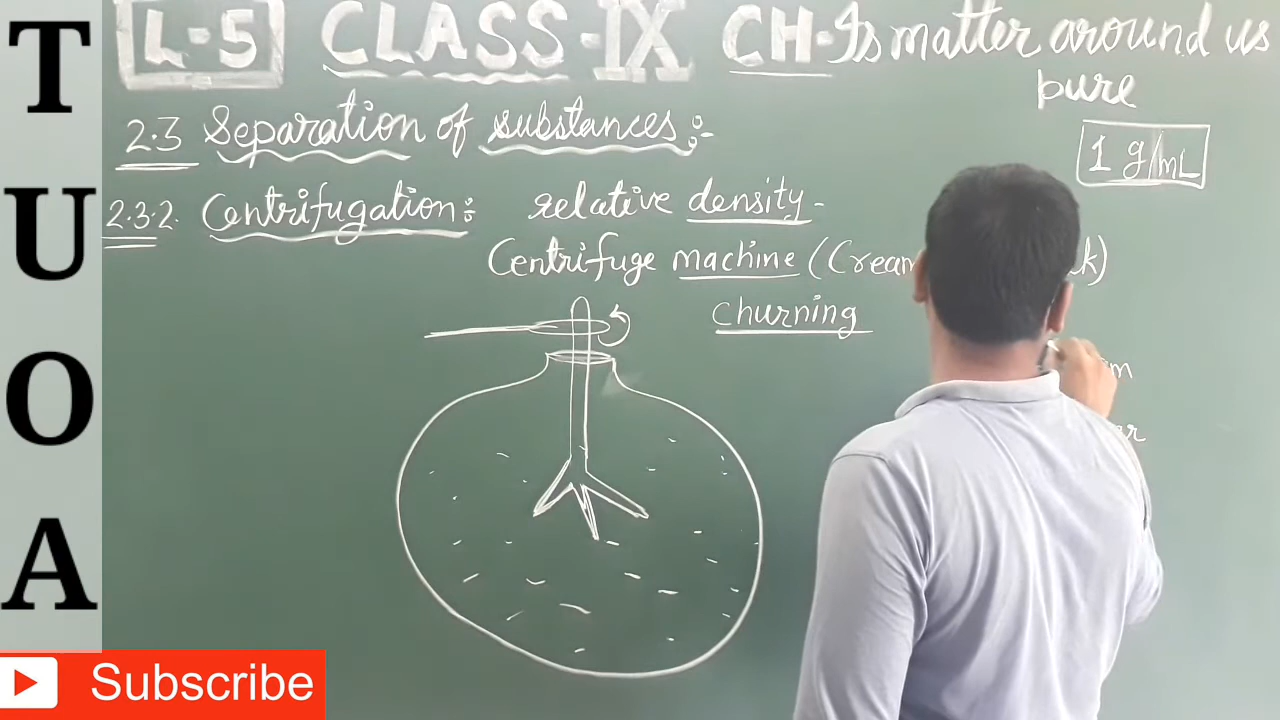 TUOA
L-5 CLASS-IX CH-Is matter around us
pure
2.3 Separation of substances :-
1 g/mL
2.3.2. Centrifugation: relative density -
Centrifuge machine (Cream k)
churning
m
r
Subscribe